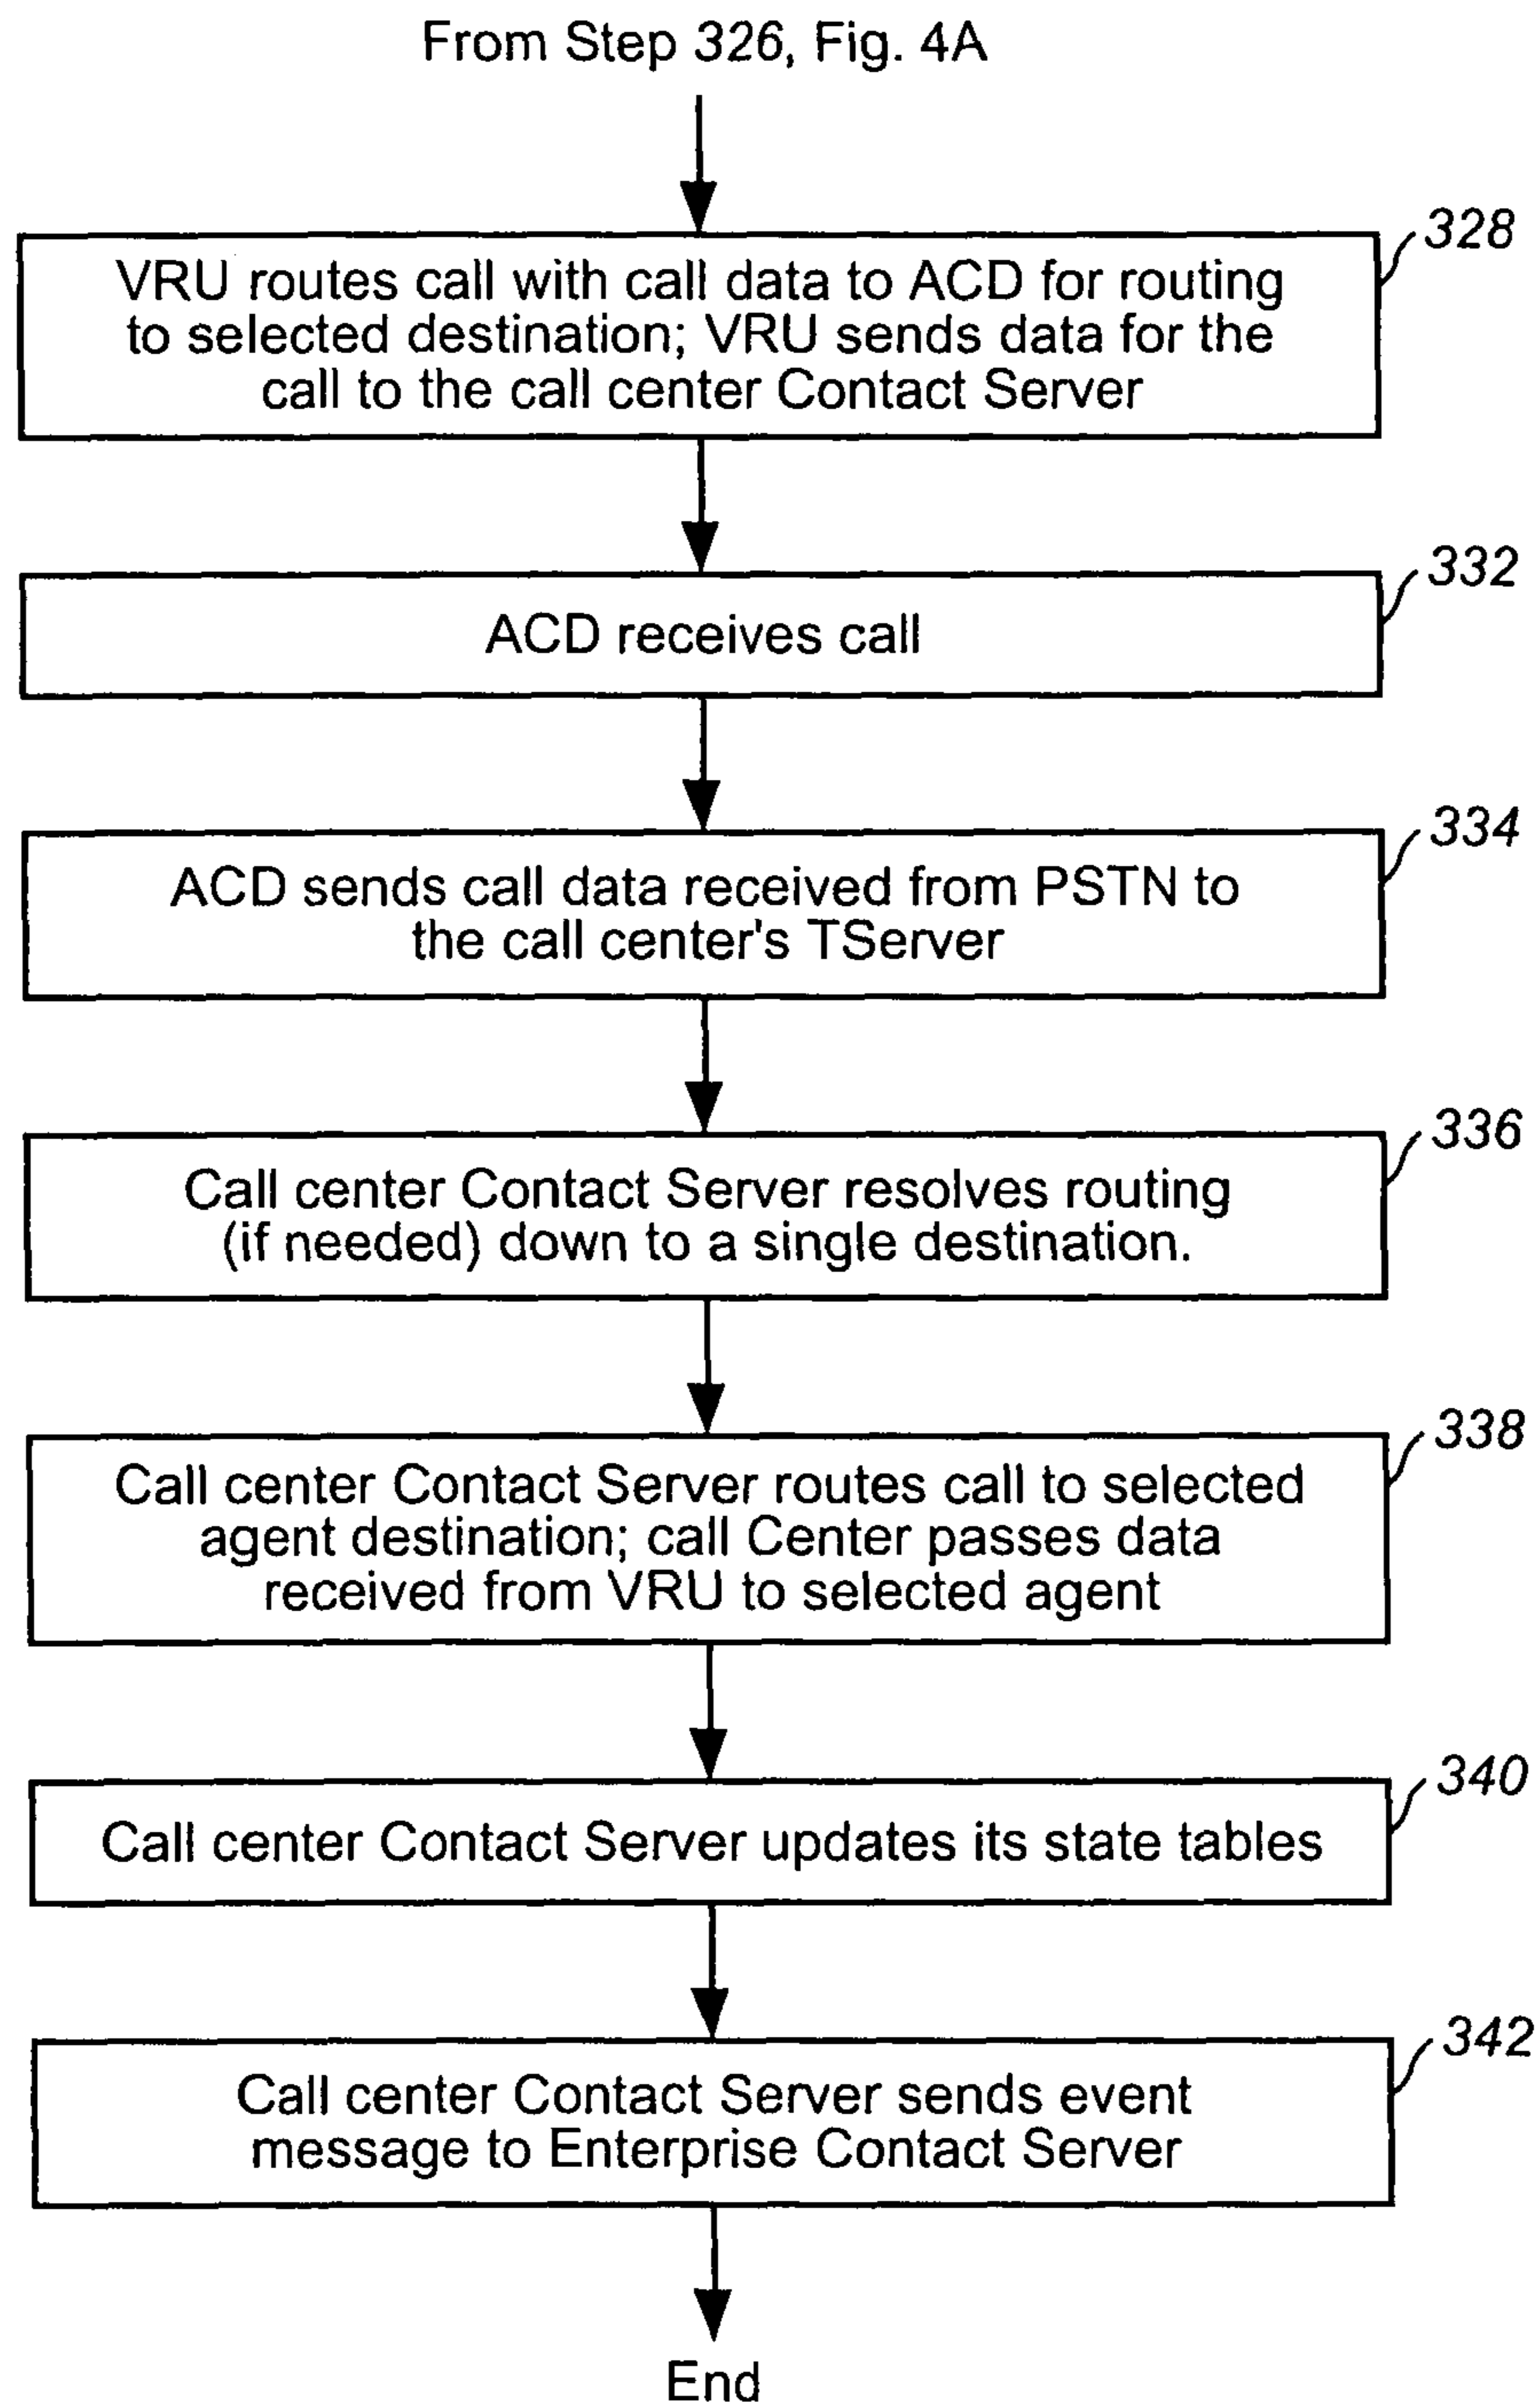 From Step 326, Fig. 4A
328
VRU routes call with call data to ACD for routing
to selected destination; VRU sends data for the
call to the call center Contact Server
332
ACD receives call
334
ACD sends call data received from PSTN to
the call center's TServer
336
Call center Contact Server resolves routing
(if needed) down to a single destination.
338
Call center Contact Server routes call to selected
agent destination; call Center passes data
received from VRU to selected agent
340
Call center Contact Server updates its state tables
342
Call center Contact Server sends event
message to Enterprise Contact Server
End